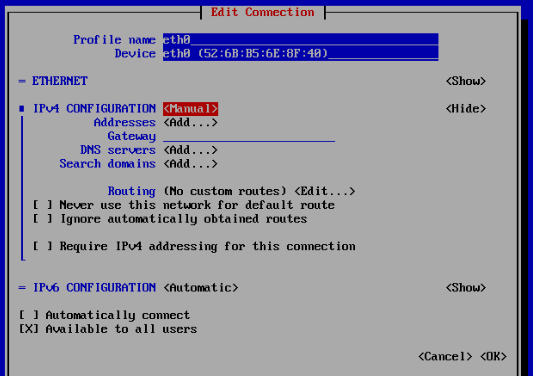 Edit Connection
Profile name eth0
Device eth0 (52:6B:B5:6E:8F:40)
= ETHERNET <Show>
IPv4 CONFIGURATION <Manual> <Hide>
Addresses <Add...>
Gateway
DNS servers <Add...>
Search domains <Add...>
Routing (No custom routes) <Edit...>
[ ] Never use this network for default route
[ ] Ignore automatically obtained routes
[ ] Require IPv4 addressing for this connection
= IPv6 CONFIGURATION <Automatic> <Show>
[ ] Automatically connect
[X] Available to all users
<Cancel> <OK>